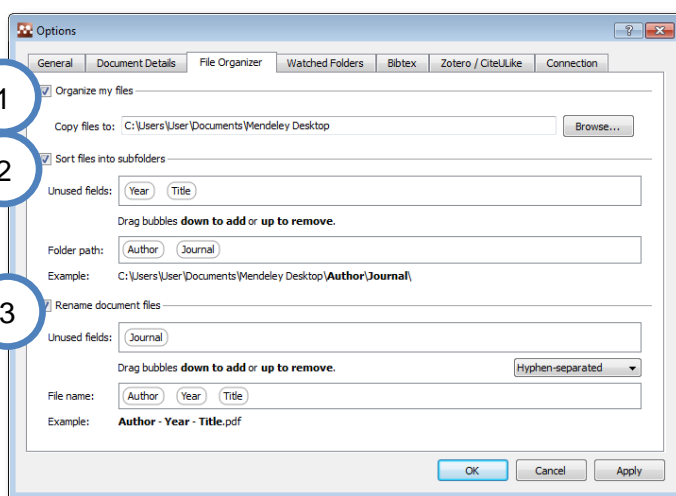 Options
General Document Details File Organizer Watched Folders Bibtex Zotero / CiteULike Connection
1 Organize my files
Copy files to: C:\Users\User\Documents\Mendeley Desktop Browse...
2 Sort files into subfolders
Unused fields: Year Title
Drag bubbles down to add or up to remove.
Folder path: Author Journal
Example: C:\Users\User\Documents\Mendeley Desktop\Author\Journal\
3 Rename document files
Unused fields: Journal
Drag bubbles down to add or up to remove. Hyphen-separated
File name: Author Year Title
Example: Author - Year - Title.pdf
OK Cancel Apply